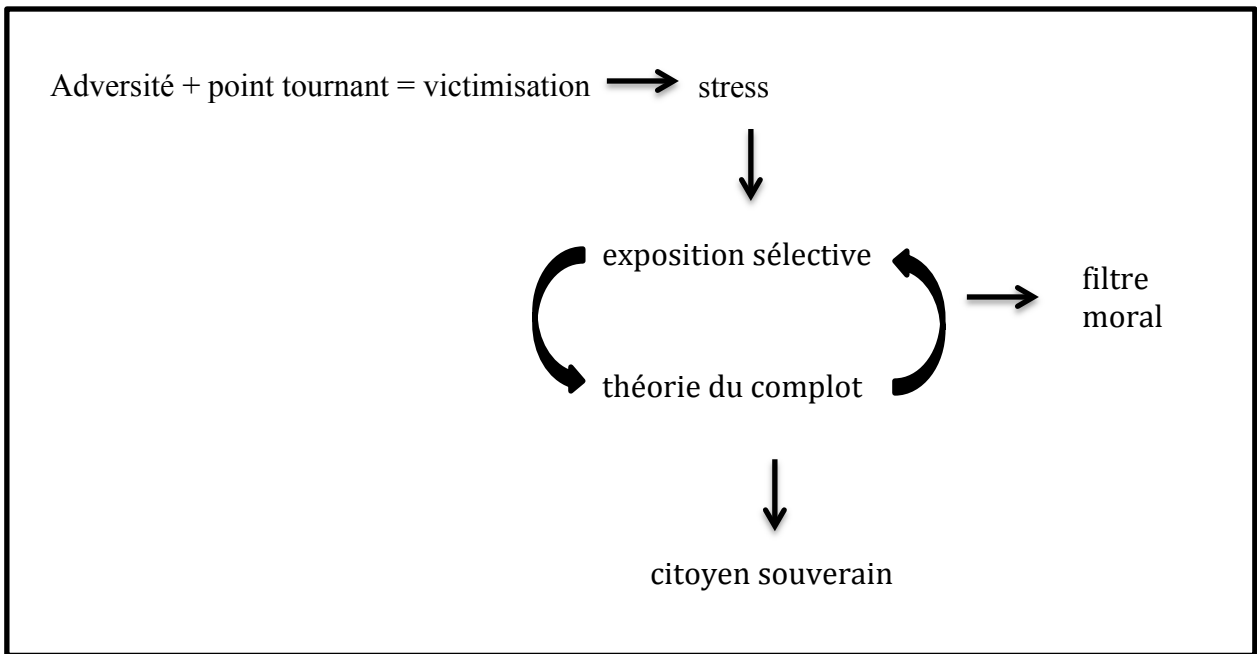 Adversité + point tournant = victimisation stress
exposition sélective
filtre
moral
théorie du complot
citoyen souverain